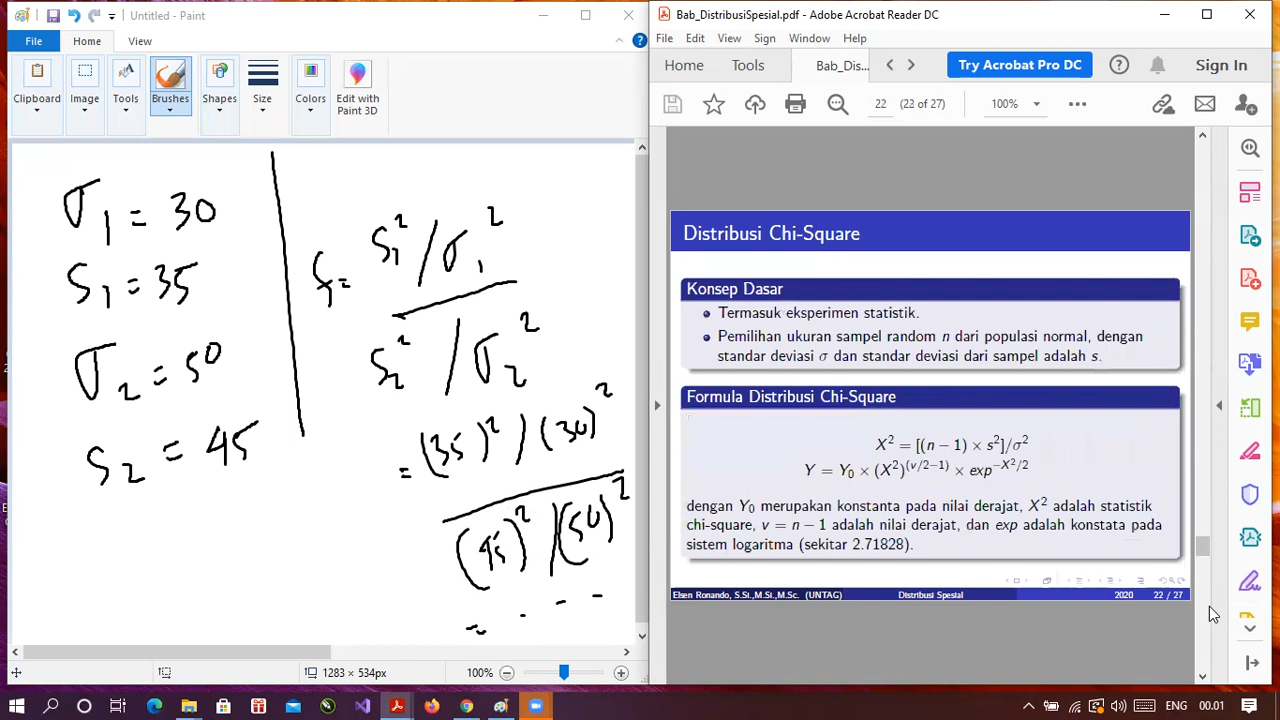 Untitled - Paint
File Home View
Clipboard Image Tools Brushes Shapes Size Colors Edit with Paint 3D
σ₁ = 30
S₁ = 35
σ₂ = 50
S₂ = 45
f = S₁² / σ₁²
S₂² / σ₂²
= (35)² / (30)²
(45)² / (50)²
= - - -
1283 × 534px 100%
Bab_DistribusiSpesial.pdf - Adobe Acrobat Reader DC
File Edit View Sign Window Help
Home Tools Bab_Dis... Try Acrobat Pro DC Sign In
22 (22 of 27) 100%
Distribusi Chi-Square
Konsep Dasar
Termasuk eksperimen statistik.
Pemilihan ukuran sampel random n dari populasi normal, dengan
standar deviasi σ dan standar deviasi dari sampel adalah s.
Formula Distribusi Chi-Square
X² = [(n − 1) × s²]/σ²
Y = Y₀ × (X²)^(v/2−1) × exp^(−X²/2)
dengan Y₀ merupakan konstanta pada nilai derajat, X² adalah statistik
chi-square, v = n − 1 adalah nilai derajat, dan exp adalah konstata pada
sistem logaritma (sekitar 2.71828).
Elsen Ronando, S.Si.,M.Si.,M.Sc. (UNTAG) Distribusi Spesial 2020 22 / 27
ENG 00.01